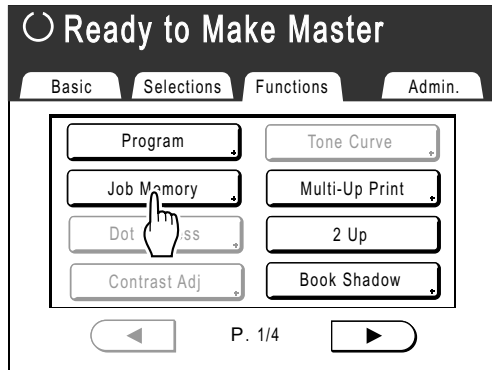 Ready to Make Master
Basic Selections Functions Admin.
Program Tone Curve
Job Memory Multi-Up Print
Dot 2 Up
Contrast Adj Book Shadow
P. 1/4